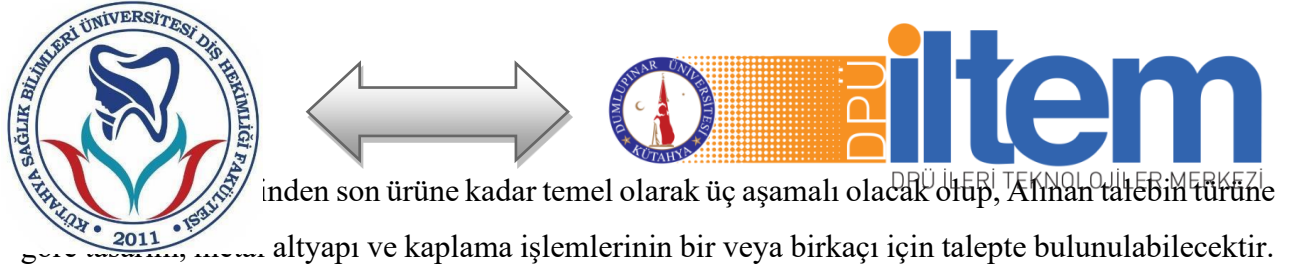 KÜTAHYA SAĞLIK BİLİMLERİ ÜNİVERSİTESİ DİŞ HEKİMLİĞİ FAKÜLTESİ
2011
DUMLUPINAR ÜNİVERSİTESİ
KÜTAHYA
DPÜ
iltem
DPÜ İLERİ TEKNOLOJİLER MERKEZİ
inden son ürüne kadar temel olarak üç aşamalı olacak olup, Alınan talebin türüne
altyapı ve kaplama işlemlerinin bir veya birkaçı için talepte bulunulabilecektir.